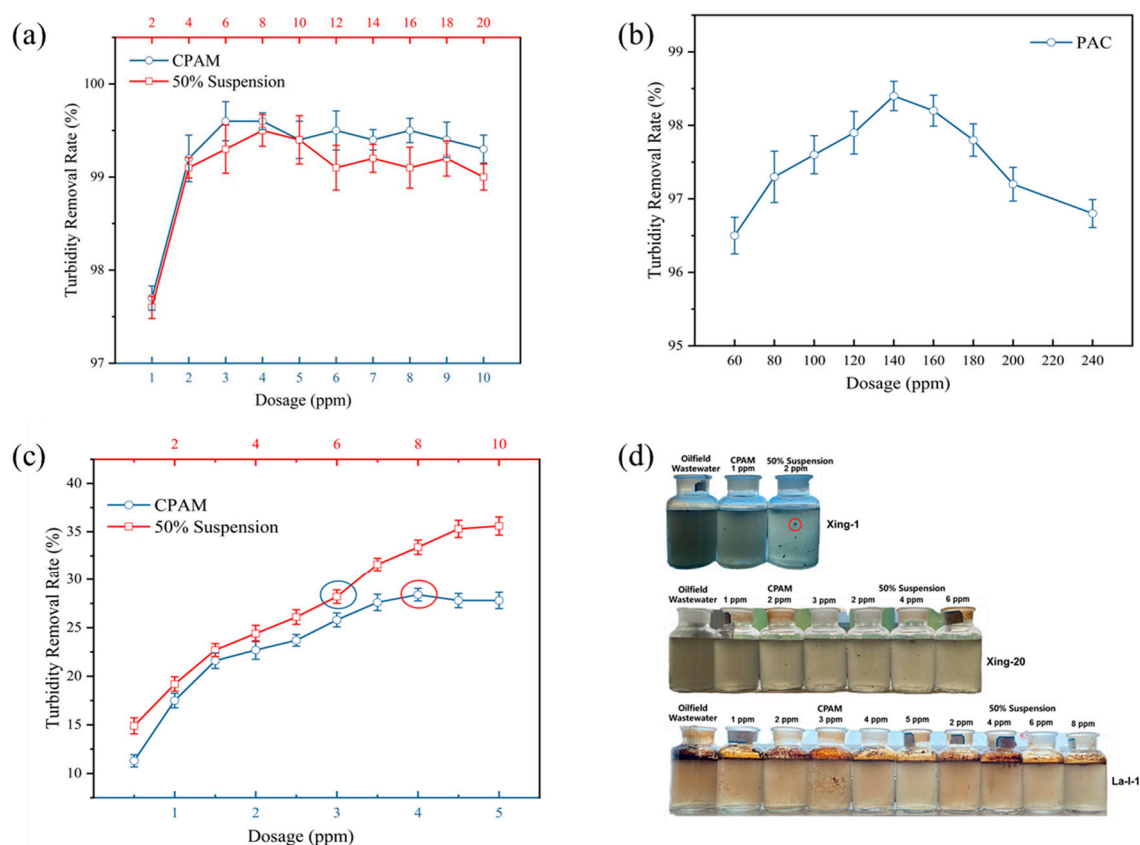 (a)
2 4 6 8 10 12 14 16 18 20
CPAM
50% Suspension
100
99
98
97
Turbidity Removal Rate (%)
1 2 3 4 5 6 7 8 9 10
Dosage (ppm)
(b)
PAC
99
98
97
96
95
Turbidity Removal Rate (%)
60 80 100 120 140 160 180 200 220 240
Dosage (ppm)
(c)
2 4 6 8 10
CPAM
50% Suspension
40
35
30
25
20
15
10
Turbidity Removal Rate (%)
1 2 3 4 5
Dosage (ppm)
(d)
Oilfield CPAM 50% Suspension
Wastewater 1 ppm 2 ppm
Xing-1
Oilfield CPAM 50% Suspension
Wastewater 1 ppm 2 ppm 3 ppm 2 ppm 4 ppm 6 ppm
Xing-20
Oilfield CPAM 50% Suspension
Wastewater 1 ppm 2 ppm 3 ppm 4 ppm 5 ppm 2 ppm 4 ppm 6 ppm 8 ppm
La-I-1